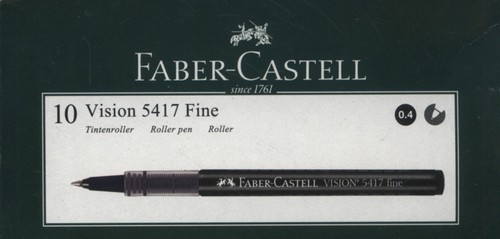 FABER-CASTELL
since 1761
10 Vision 5417 Fine
Tintenroller Roller pen Roller
0.4
FABER-CASTELL VISION® 5417 fine